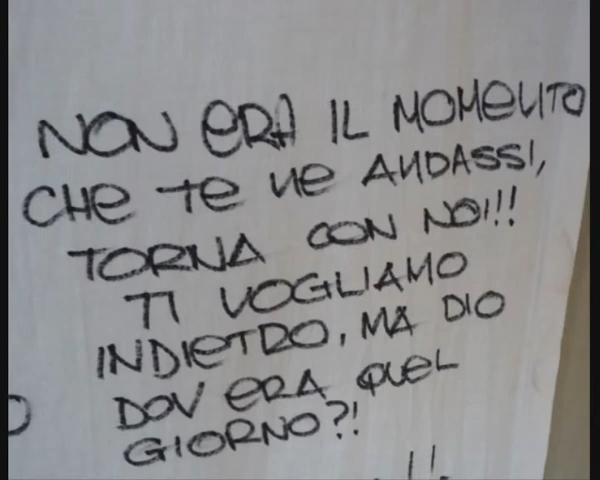 NON ERA IL MOMENTO
CHE TE NE ANDASSI,
TORNA CON NOI!!
TI VOGLIAMO
INDIETRO, MA DIO
DOV ERA QUEL
GIORNO?!